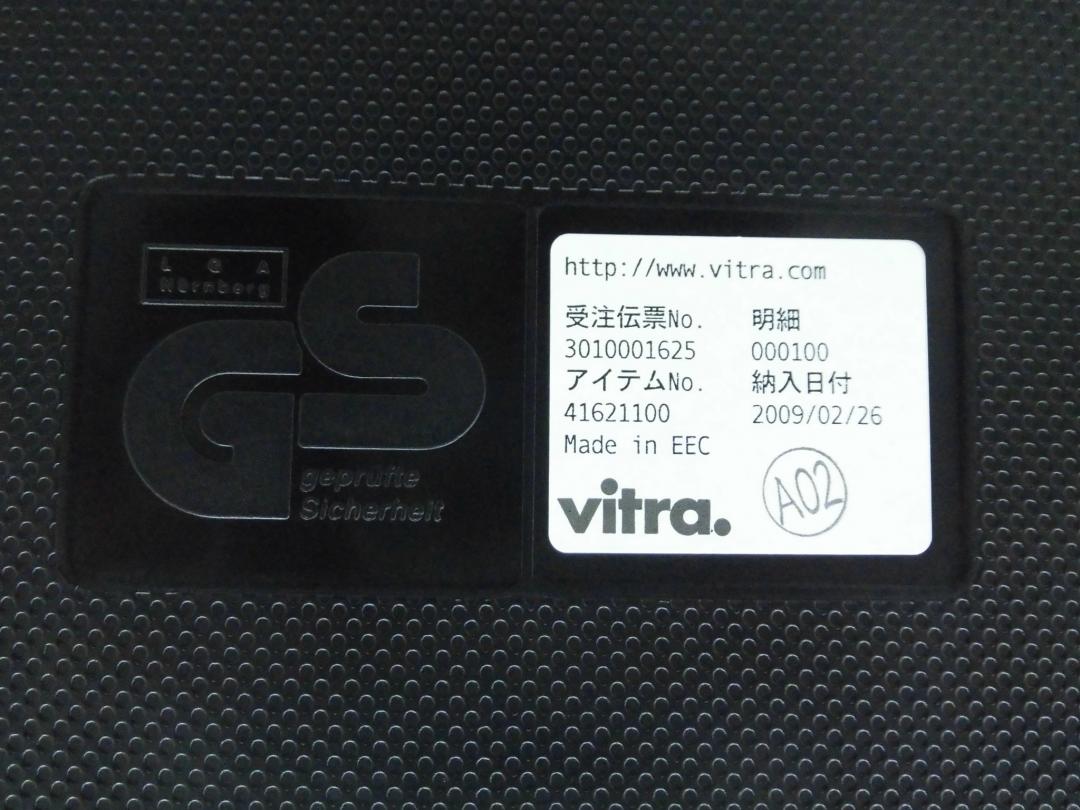 L G A
Nürnberg
GS
geprüfte
Sicherheit
http://www.vitra.com
受注伝票No. 明細
3010001625 000100
アイテムNo. 納入日付
41621100 2009/02/26
Made in EEC
vitra.
A02